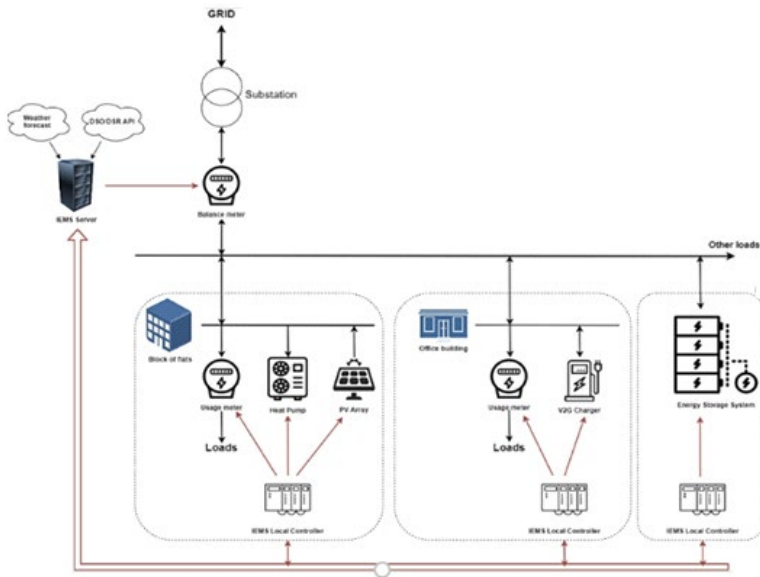 GRID
Substation
Weather
forecast
DSO/DSR API
IEMS Server
Balance meter
Other loads
Block of flats
Office building
Usage meter
Heat Pump
PV Array
Usage meter
V2G Charger
Energy Storage System
Loads
Loads
IEMS Local Controller
IEMS Local Controller
IEMS Local Controller